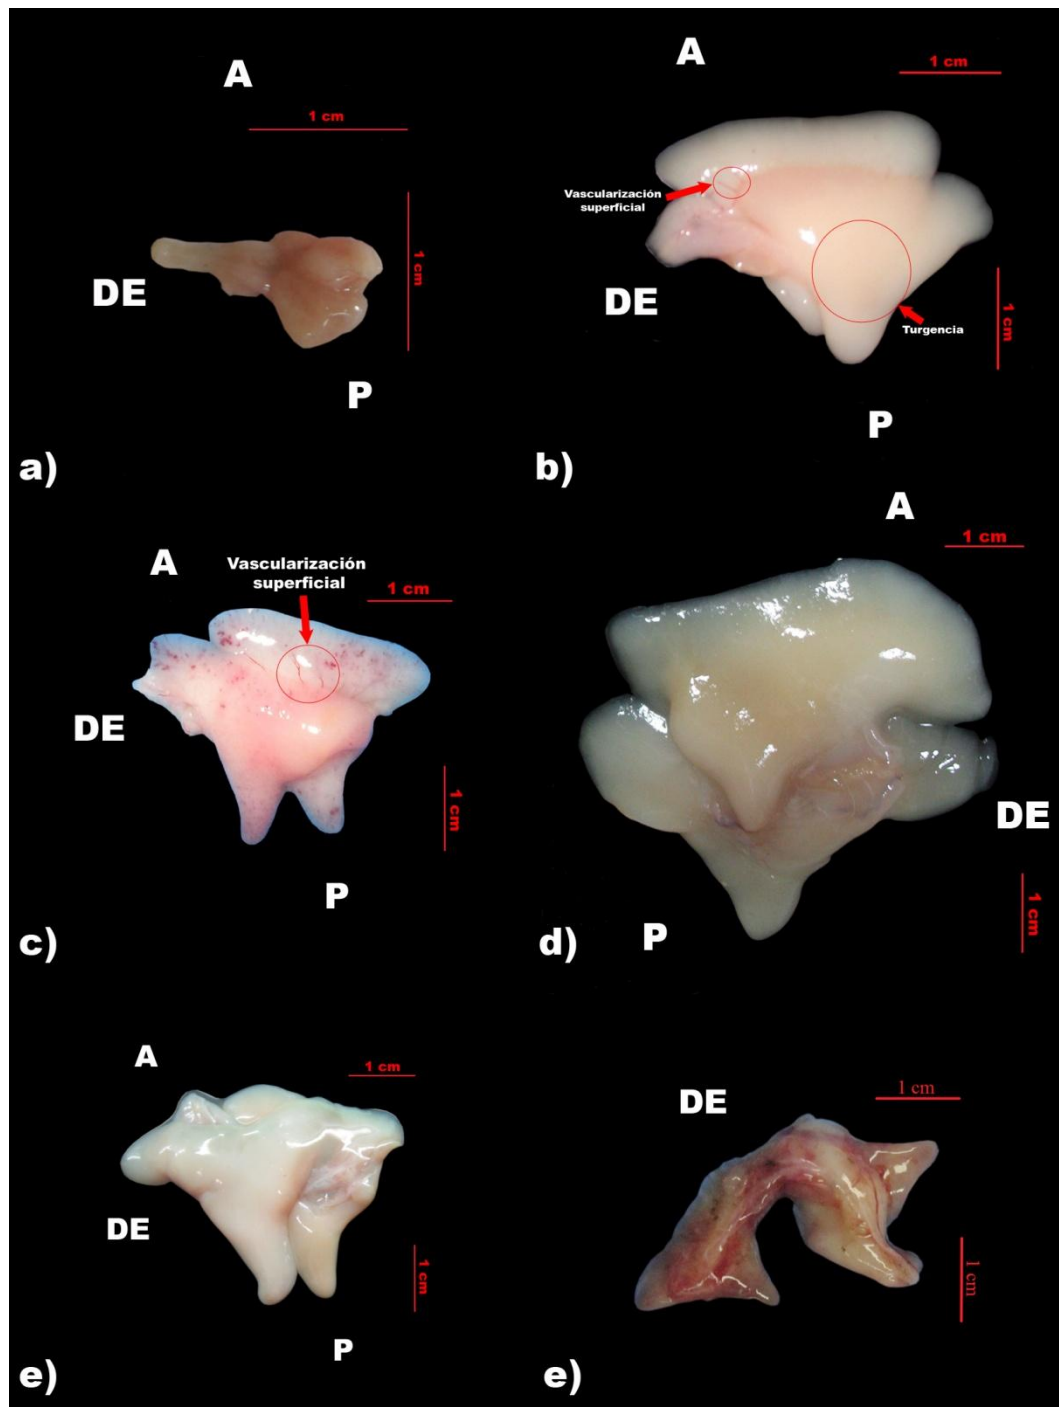 A
1 cm
1 cm
DE
P
a)
A
1 cm
Vascularización
superficial
DE
1 cm
Turgencia
P
b)
A
Vascularización
superficial
1 cm
DE
1 cm
P
c)
A
1 cm
DE
1 cm
P
d)
A
1 cm
DE
1 cm
P
e)
DE
1 cm
1 cm
e)